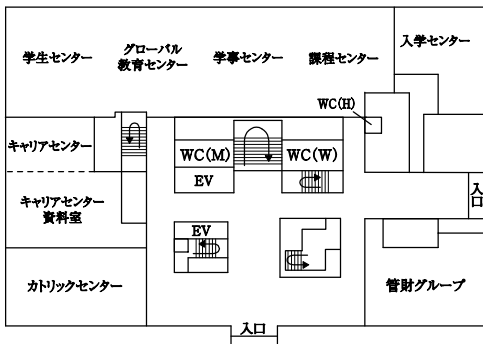 学生センター
グローバル
教育センター
学事センター
課程センター
入学センター
WC(H)
キャリアセンター
WC(M)
WC(W)
EV
キャリアセンター
資料室
入口
EV
カトリックセンター
管財グループ
入口